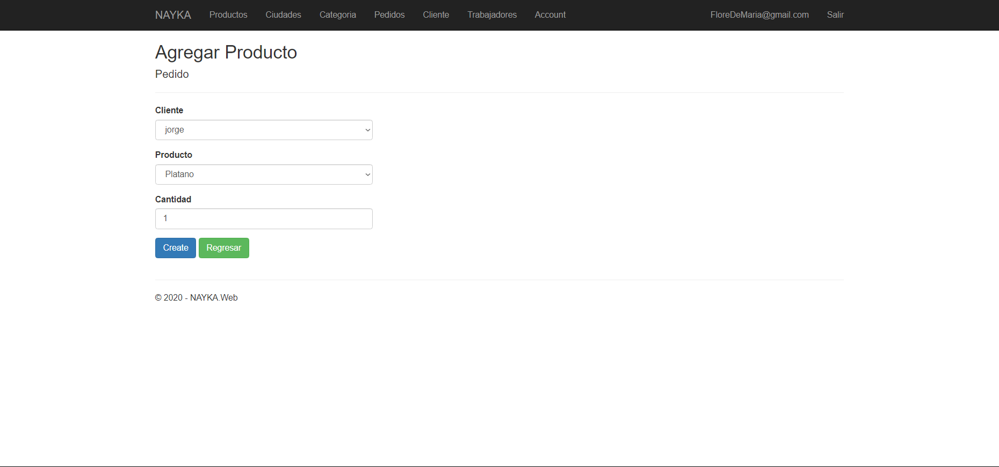 NAYKA Productos Ciudades Categoria Pedidos Cliente Trabajadores Account FloreDeMaria@gmail.com Salir
Agregar Producto
Pedido
Cliente
jorge
Producto
Platano
Cantidad
1
Create Regresar
© 2020 - NAYKA.Web